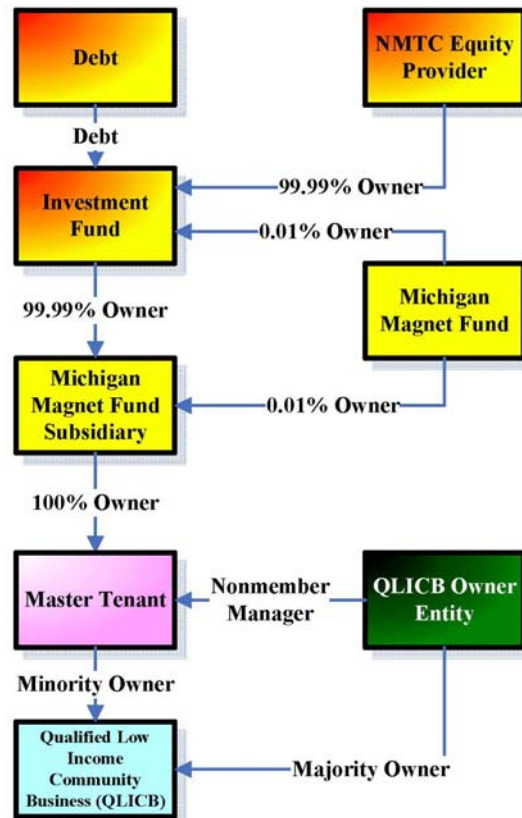 Debt
NMTC Equity
Provider
Debt
99.99% Owner
Investment
Fund
0.01% Owner
99.99% Owner
Michigan
Magnet Fund
Michigan
Magnet Fund
Subsidiary
0.01% Owner
100% Owner
Master Tenant
Nonmember
Manager
QLICB Owner
Entity
Minority Owner
Qualified Low
Income
Community
Business (QLICB)
Majority Owner